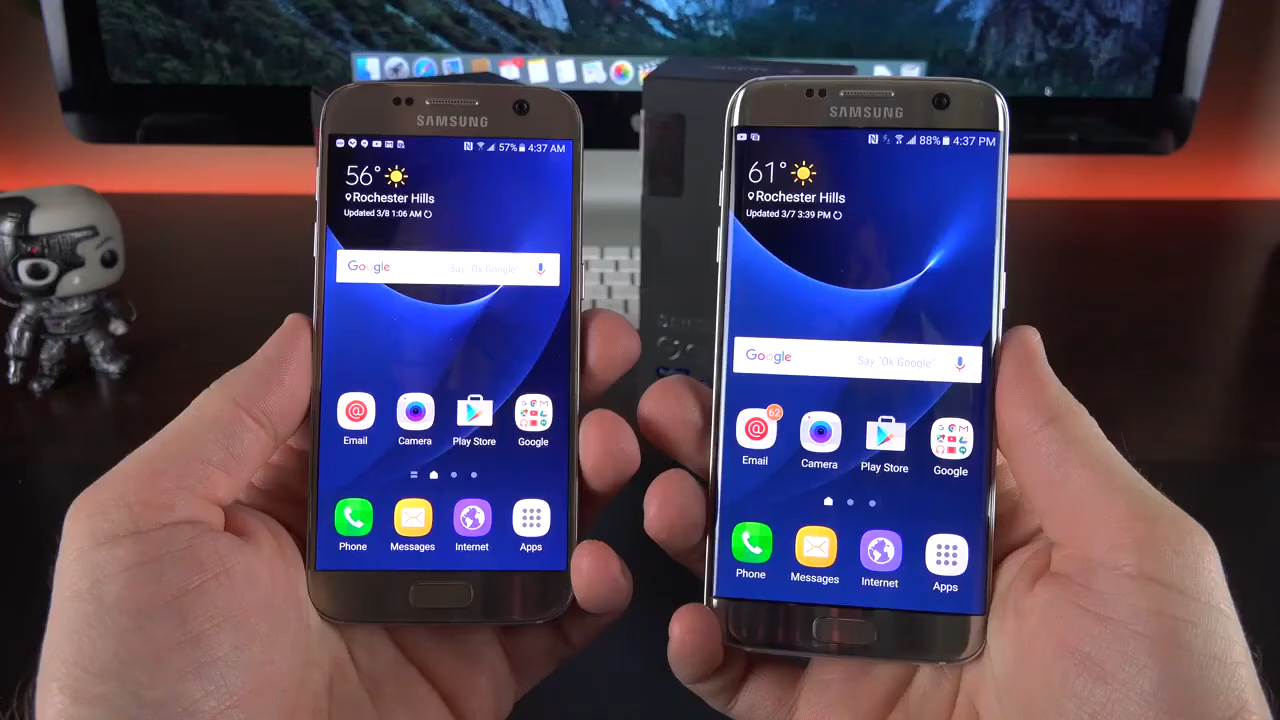 SAMSUNG
57% 4:37 AM
56°
Rochester Hills
Updated 3/8 1:06 AM
Google Say "Ok Google"
Email Camera Play Store Google
Phone Messages Internet Apps
SAMSUNG
88% 4:37 PM
61°
Rochester Hills
Updated 3/7 3:39 PM
Google Say "Ok Google"
62
Email Camera Play Store Google
Phone Messages Internet Apps